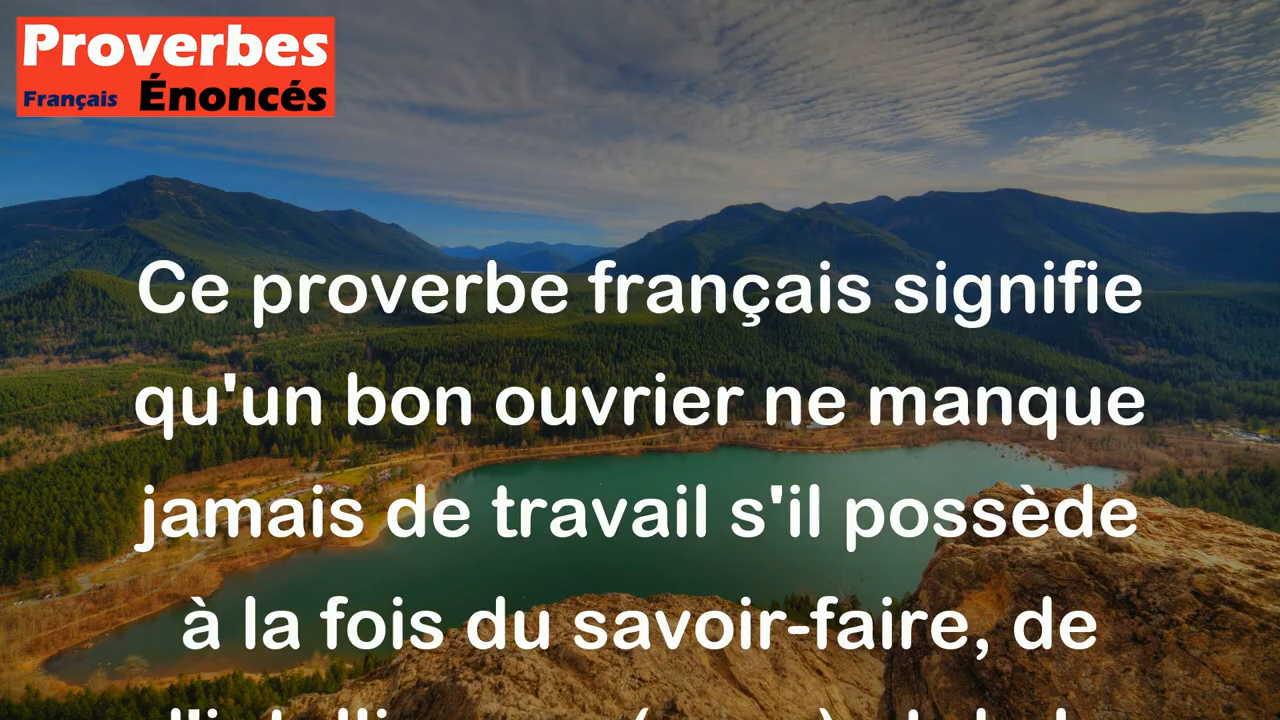 Proverbes
Français Énoncés
Ce proverbe français signifie
qu'un bon ouvrier ne manque
jamais de travail s'il possède
à la fois du savoir-faire, de